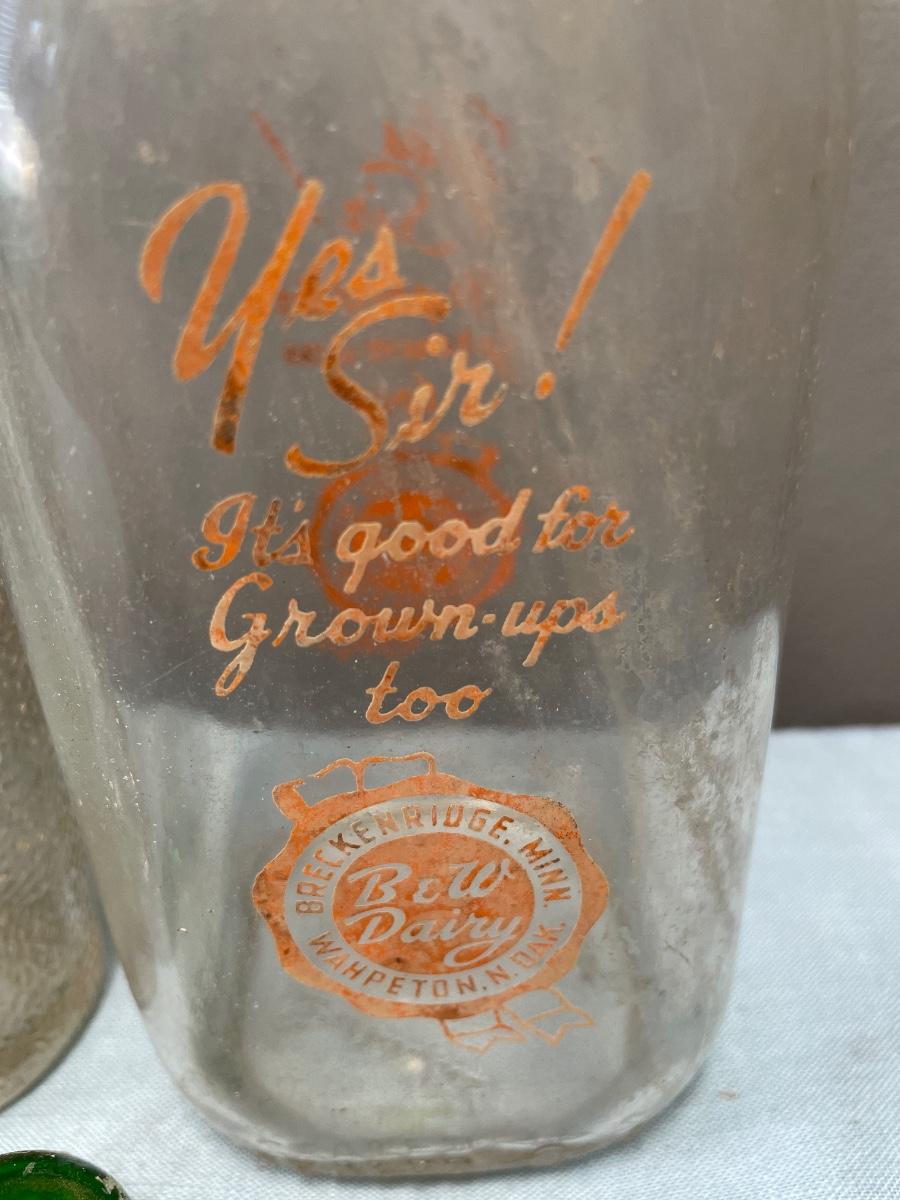 Yes
Sir!
It's good for
Grown-ups
too
BRECKENRIDGE, MINN.
B & W
Dairy
WAHPETON, N. DAK.